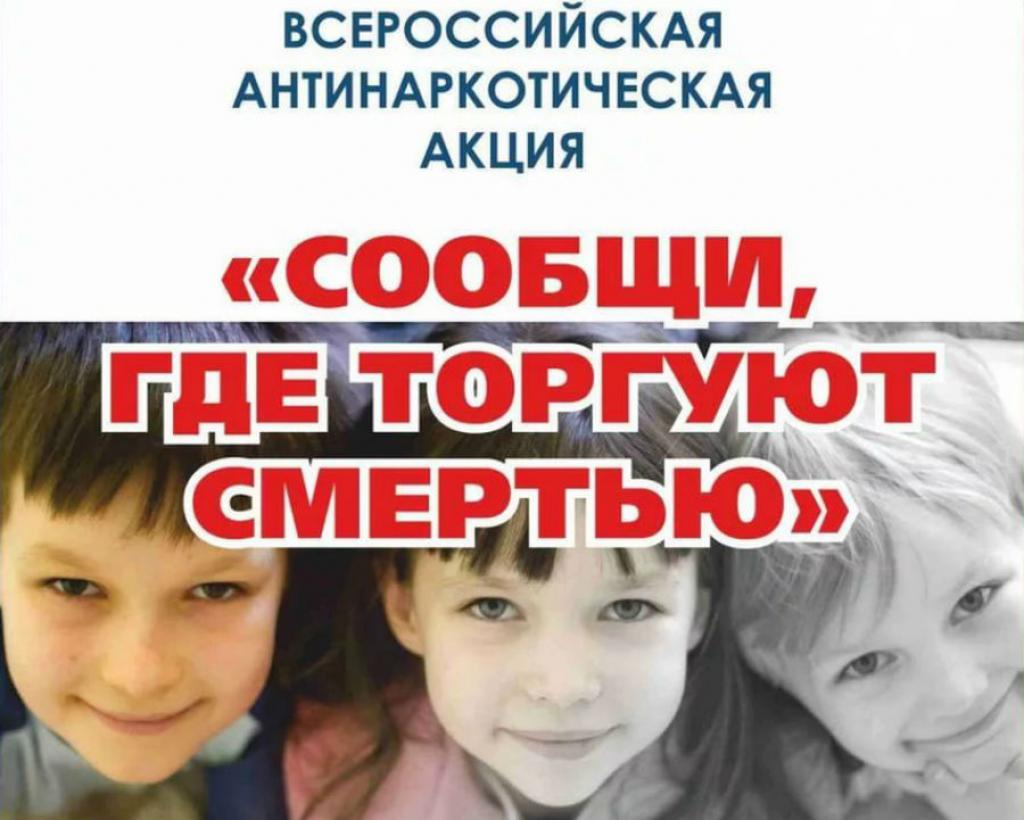 ВСЕРОССИЙСКАЯ
АНТИНАРКОТИЧЕСКАЯ
АКЦИЯ
«СООБЩИ,
ГДЕ ТОРГУЮТ
СМЕРТЬЮ»